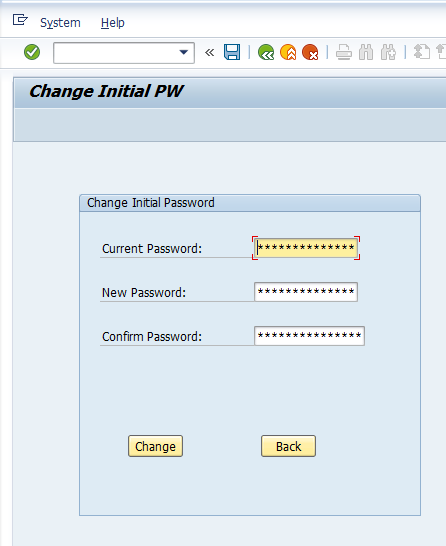 System Help
Change Initial PW
Change Initial Password
Current Password: **************
New Password: **************
Confirm Password: ***************
Change Back